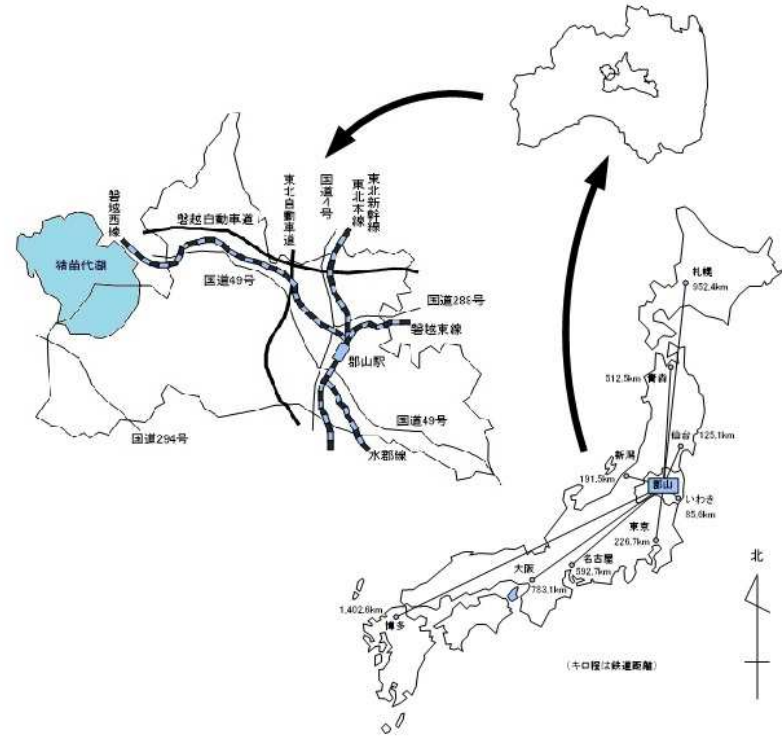 磐越西線
磐越自動車道
東北自動車道
国道4号
東北本線
東北新幹線
猪苗代湖
国道49号
国道288号
磐越東線
郡山駅
国道49号
国道294号
水郡線
札幌
952.4km
512.5km
青森
仙台
125.1km
新潟
191.5km
郡山
いわき
85.6km
東京
226.7km
名古屋
592.7km
大阪
783.1km
1,402.6km
博多
北
(キロ程は鉄道距離)